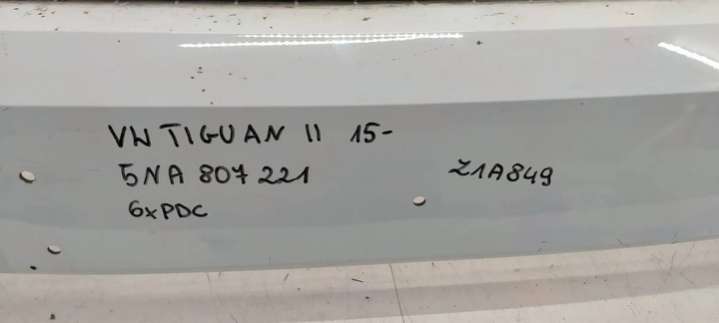 VW TIGUAN II 15-
5NA 807 221
Z1A849
6xPDC